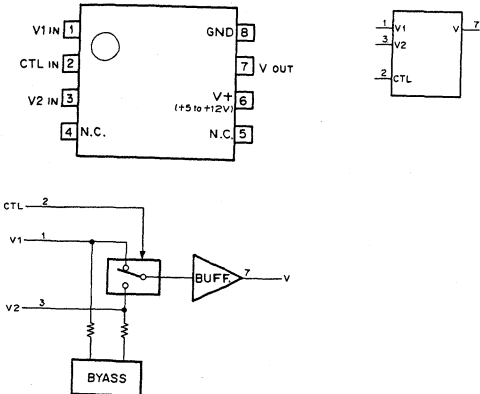 V1 IN 1
CTL IN 2
V2 IN 3
4 N.C.
GND 8
7 V OUT
V+ 6
(+5 to +12V)
N.C. 5
1 V1
3 V2
2 CTL
V 7
CTL 2
V1 1
V2 3
BUFF. 7 V
BYASS